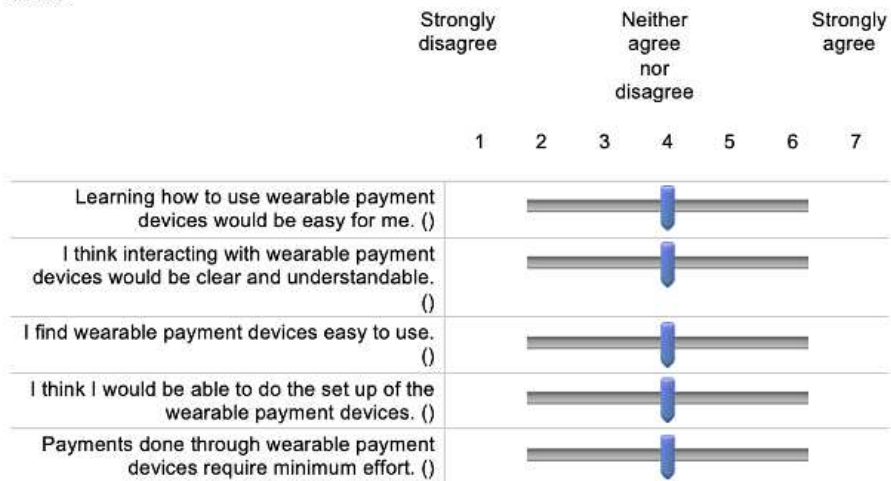 Strongly disagree Neither agree nor disagree Strongly agree
1 2 3 4 5 6 7
Learning how to use wearable payment
devices would be easy for me. ()
I think interacting with wearable payment
devices would be clear and understandable.
()
I find wearable payment devices easy to use.
()
I think I would be able to do the set up of the
wearable payment devices. ()
Payments done through wearable payment
devices require minimum effort. ()